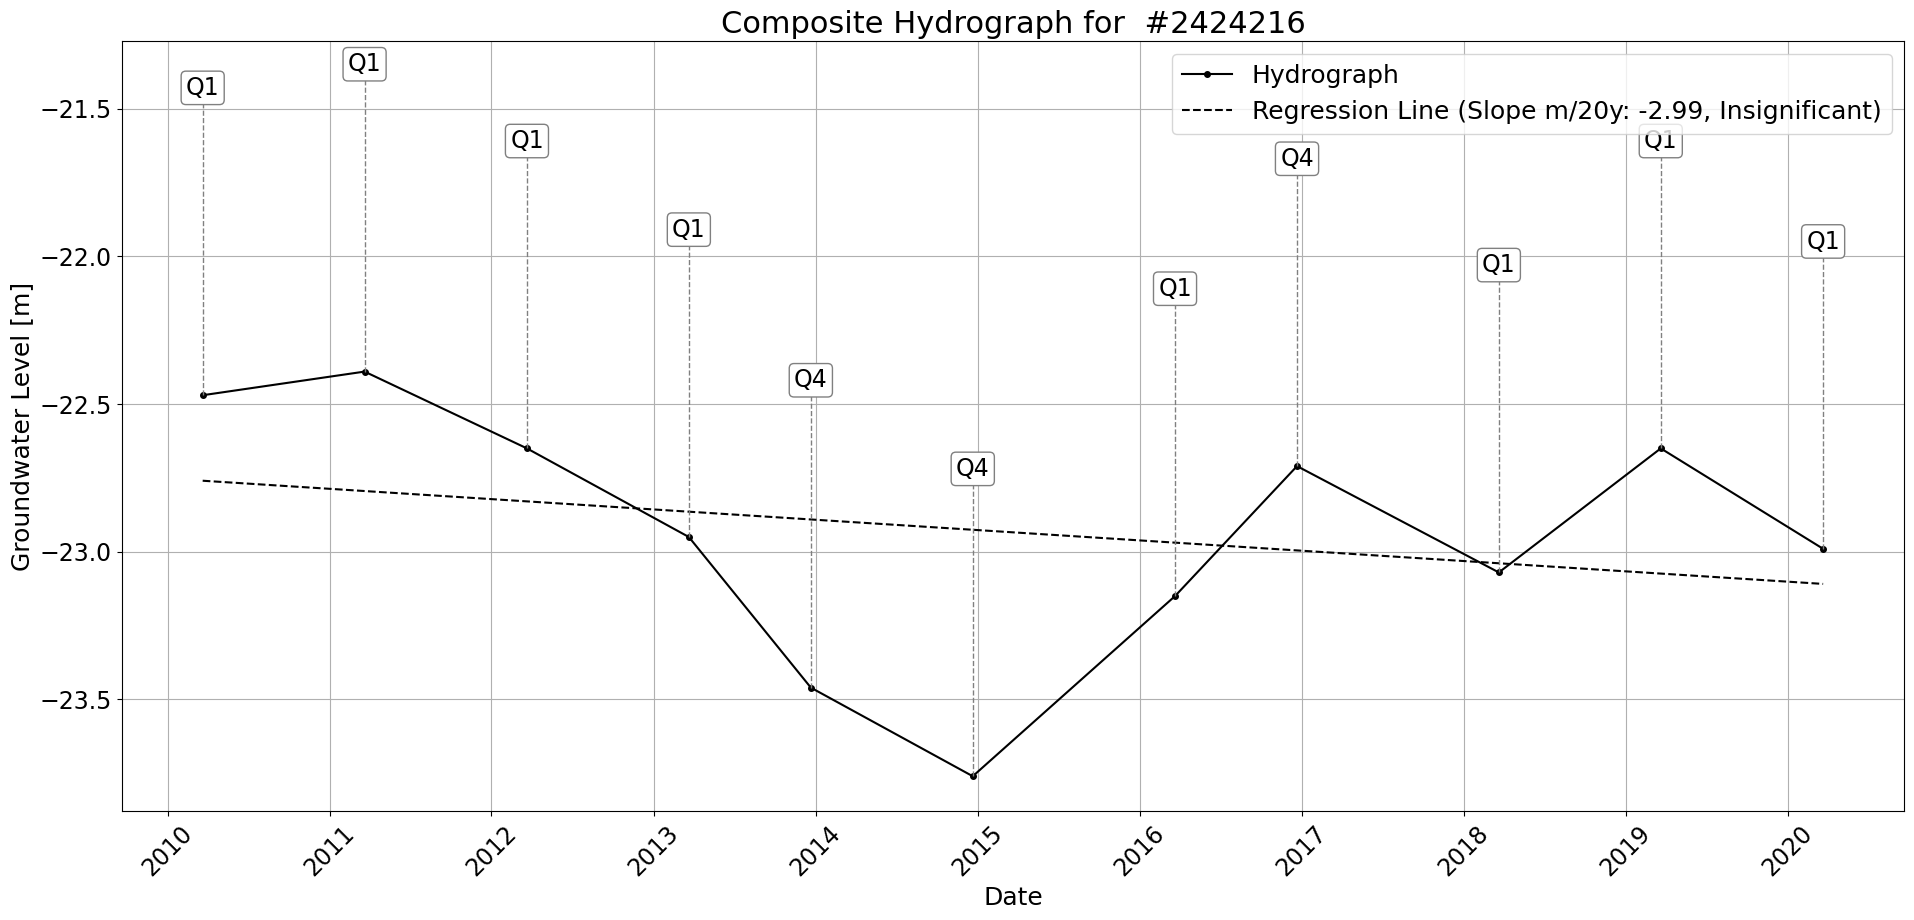 Composite Hydrograph for  #2424216
Hydrograph
Regression Line (Slope m/20y: -2.99, Insignificant)
Q1
Q1
Q1
Q1
Q4
Q4
Q1
Q4
Q1
Q1
Q1
Groundwater Level [m]
−21.5
−22.0
−22.5
−23.0
−23.5
2010
2011
2012
2013
2014
2015
2016
2017
2018
2019
2020
Date